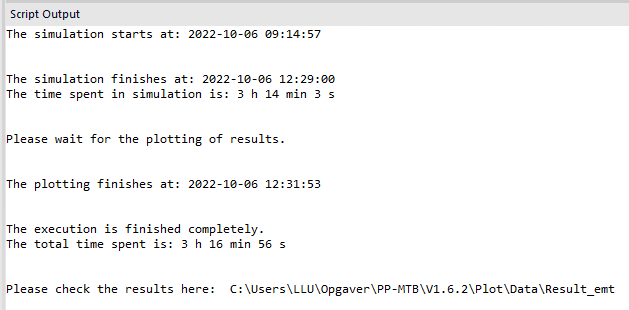 Script Output
The simulation starts at: 2022-10-06 09:14:57
The simulation finishes at: 2022-10-06 12:29:00
The time spent in simulation is: 3 h 14 min 3 s
Please wait for the plotting of results.
The plotting finishes at: 2022-10-06 12:31:53
The execution is finished completely.
The total time spent is: 3 h 16 min 56 s
Please check the results here:  C:\Users\LLU\Opgaver\PP-MTB\V1.6.2\Plot\Data\Result_emt